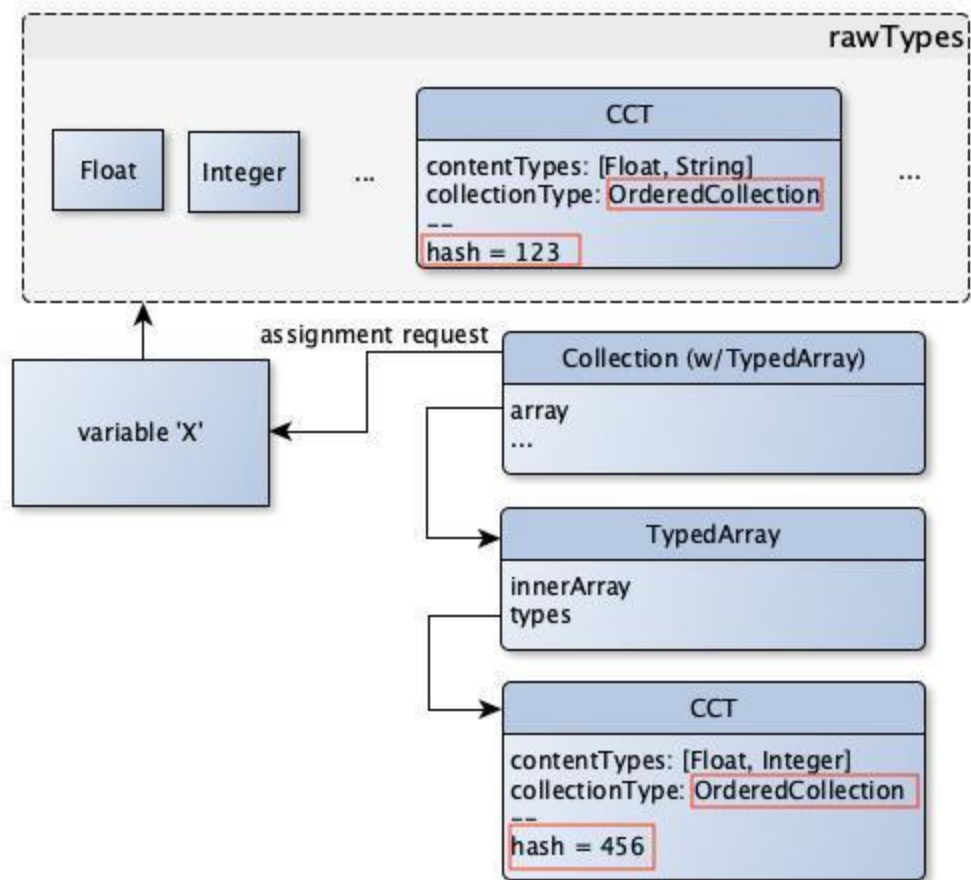 rawTypes
Float
Integer
...
CCT
contentTypes: [Float, String]
collectionType: OrderedCollection
--
hash = 123
...
assignment request
variable 'X'
Collection (w/TypedArray)
array
...
TypedArray
innerArray
types
CCT
contentTypes: [Float, Integer]
collectionType: OrderedCollection
--
hash = 456